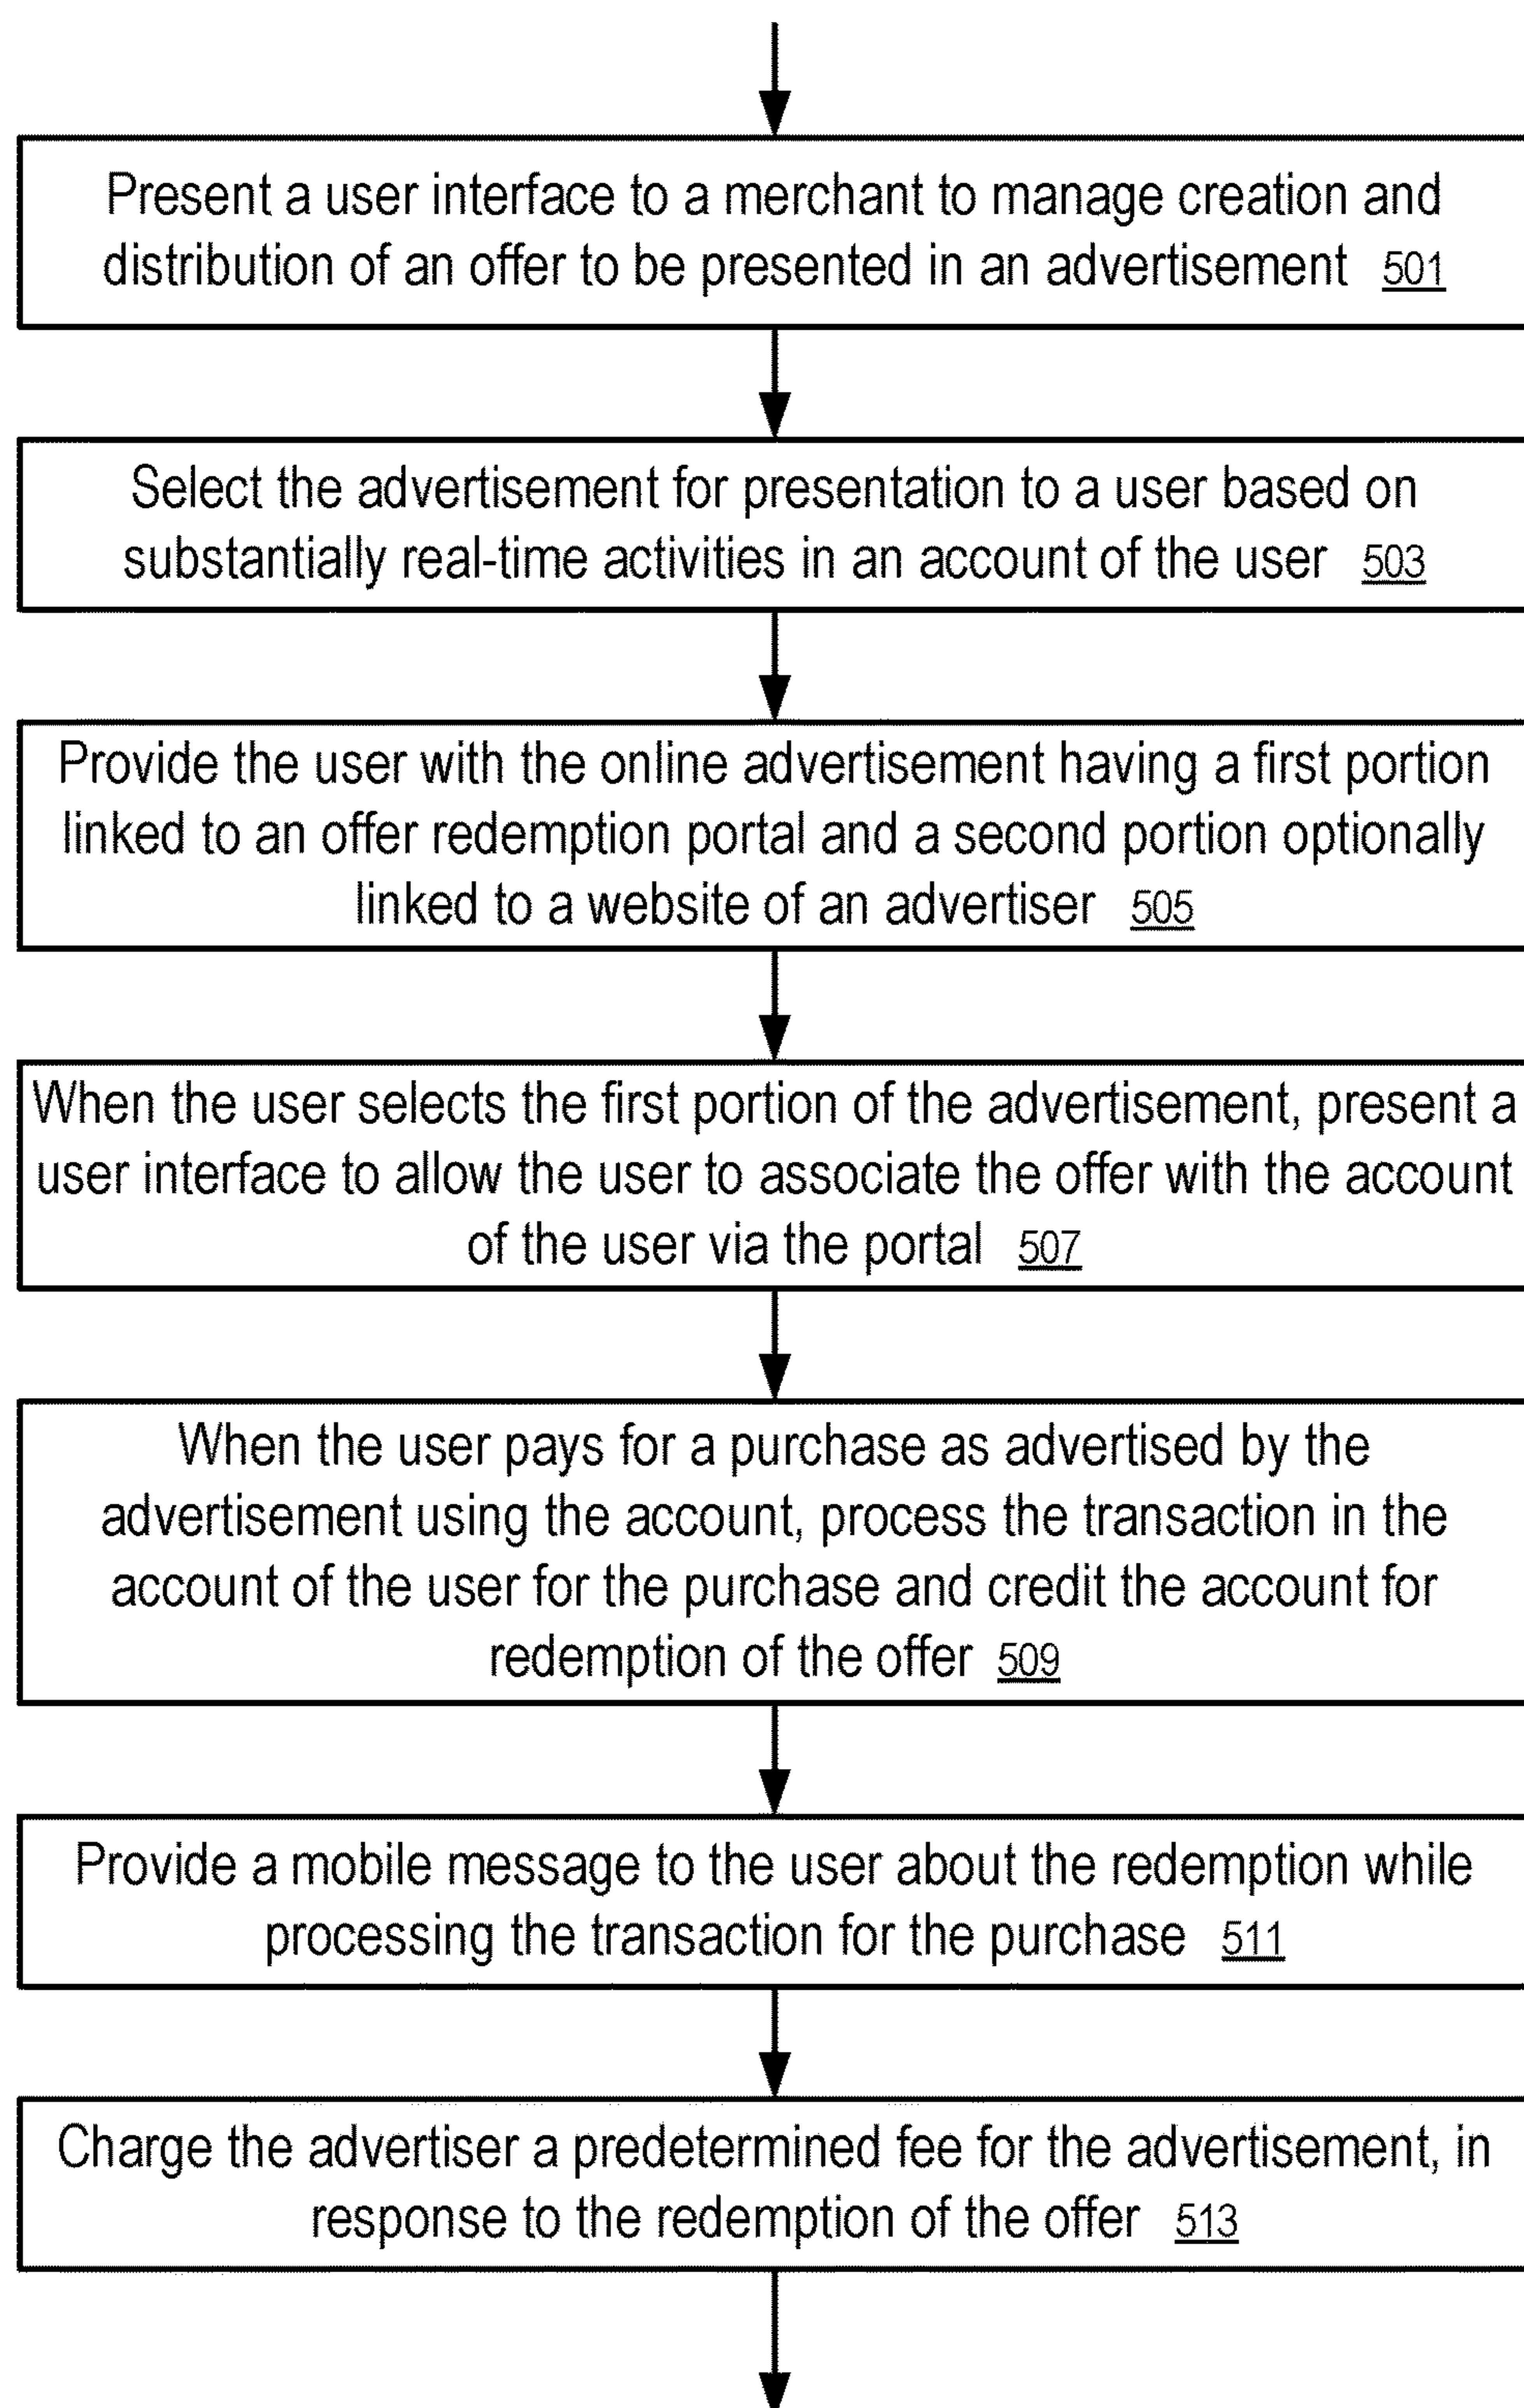 Present a user interface to a merchant to manage creation and
distribution of an offer to be presented in an advertisement 501
Select the advertisement for presentation to a user based on
substantially real-time activities in an account of the user 503
Provide the user with the online advertisement having a first portion
linked to an offer redemption portal and a second portion optionally
linked to a website of an advertiser 505
When the user selects the first portion of the advertisement, present a
user interface to allow the user to associate the offer with the account
of the user via the portal 507
When the user pays for a purchase as advertised by the
advertisement using the account, process the transaction in the
account of the user for the purchase and credit the account for
redemption of the offer 509
Provide a mobile message to the user about the redemption while
processing the transaction for the purchase 511
Charge the advertiser a predetermined fee for the advertisement, in
response to the redemption of the offer 513